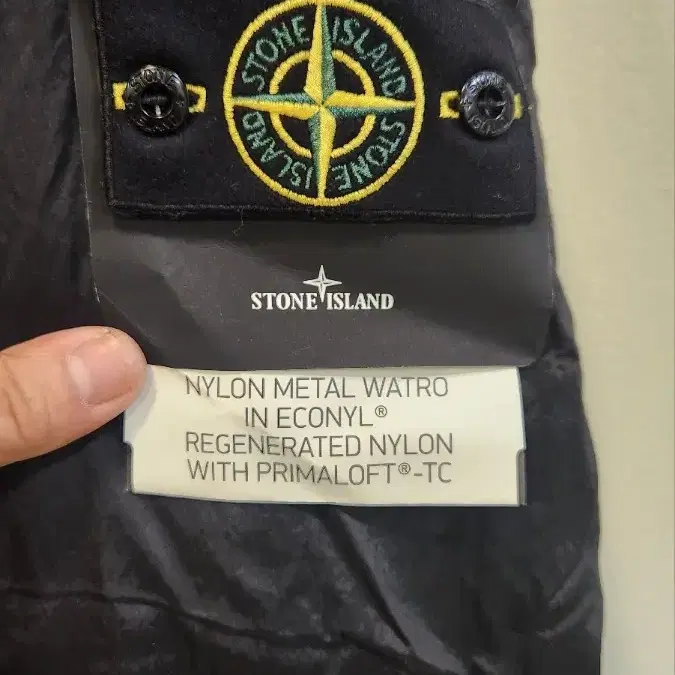 STONE ISLAND
STONE ISLAND
STONE ISLAND
NYLON METAL WATRO
IN ECONYL®
REGENERATED NYLON
WITH PRIMALOFT®-TC